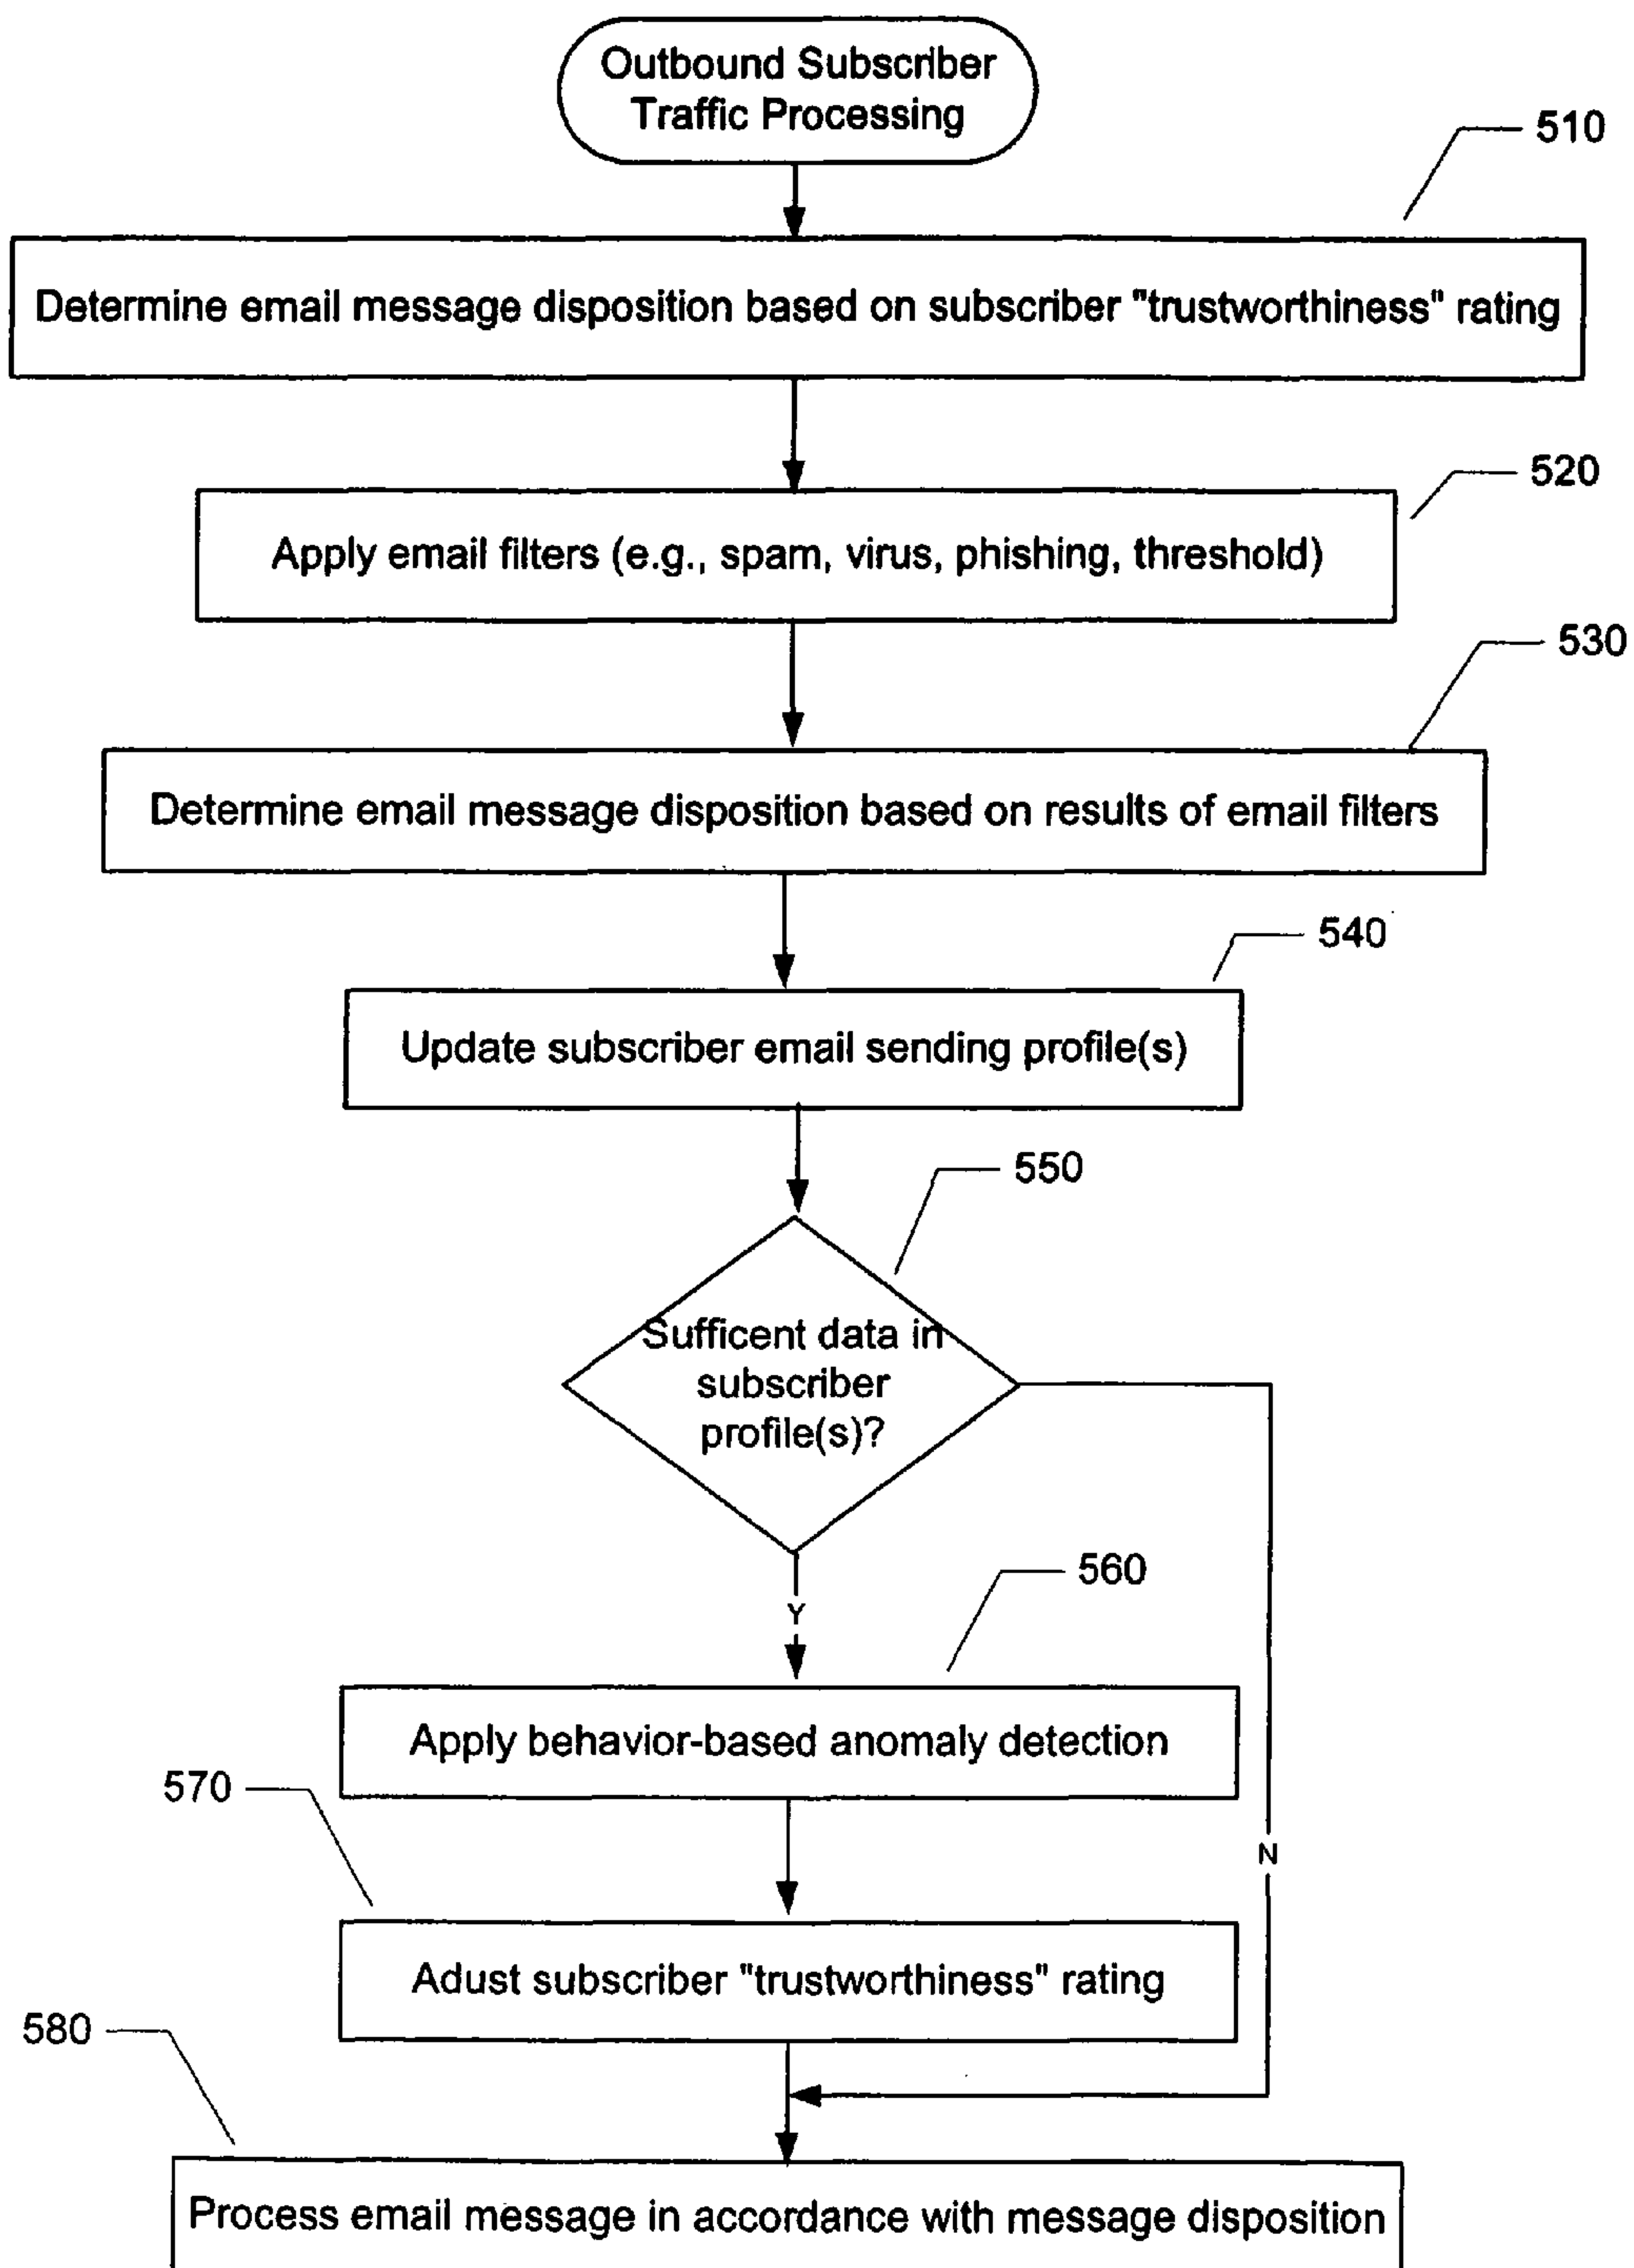 Outbound Subscriber
Traffic Processing
510
Determine email message disposition based on subscriber "trustworthiness" rating
520
Apply email filters (e.g., spam, virus, phishing, threshold)
530
Determine email message disposition based on results of email filters
540
Update subscriber email sending profile(s)
550
Sufficent data in
subscriber
profile(s)?
Y
560
Apply behavior-based anomaly detection
570
N
Adust subscriber "trustworthiness" rating
580
Process email message in accordance with message disposition